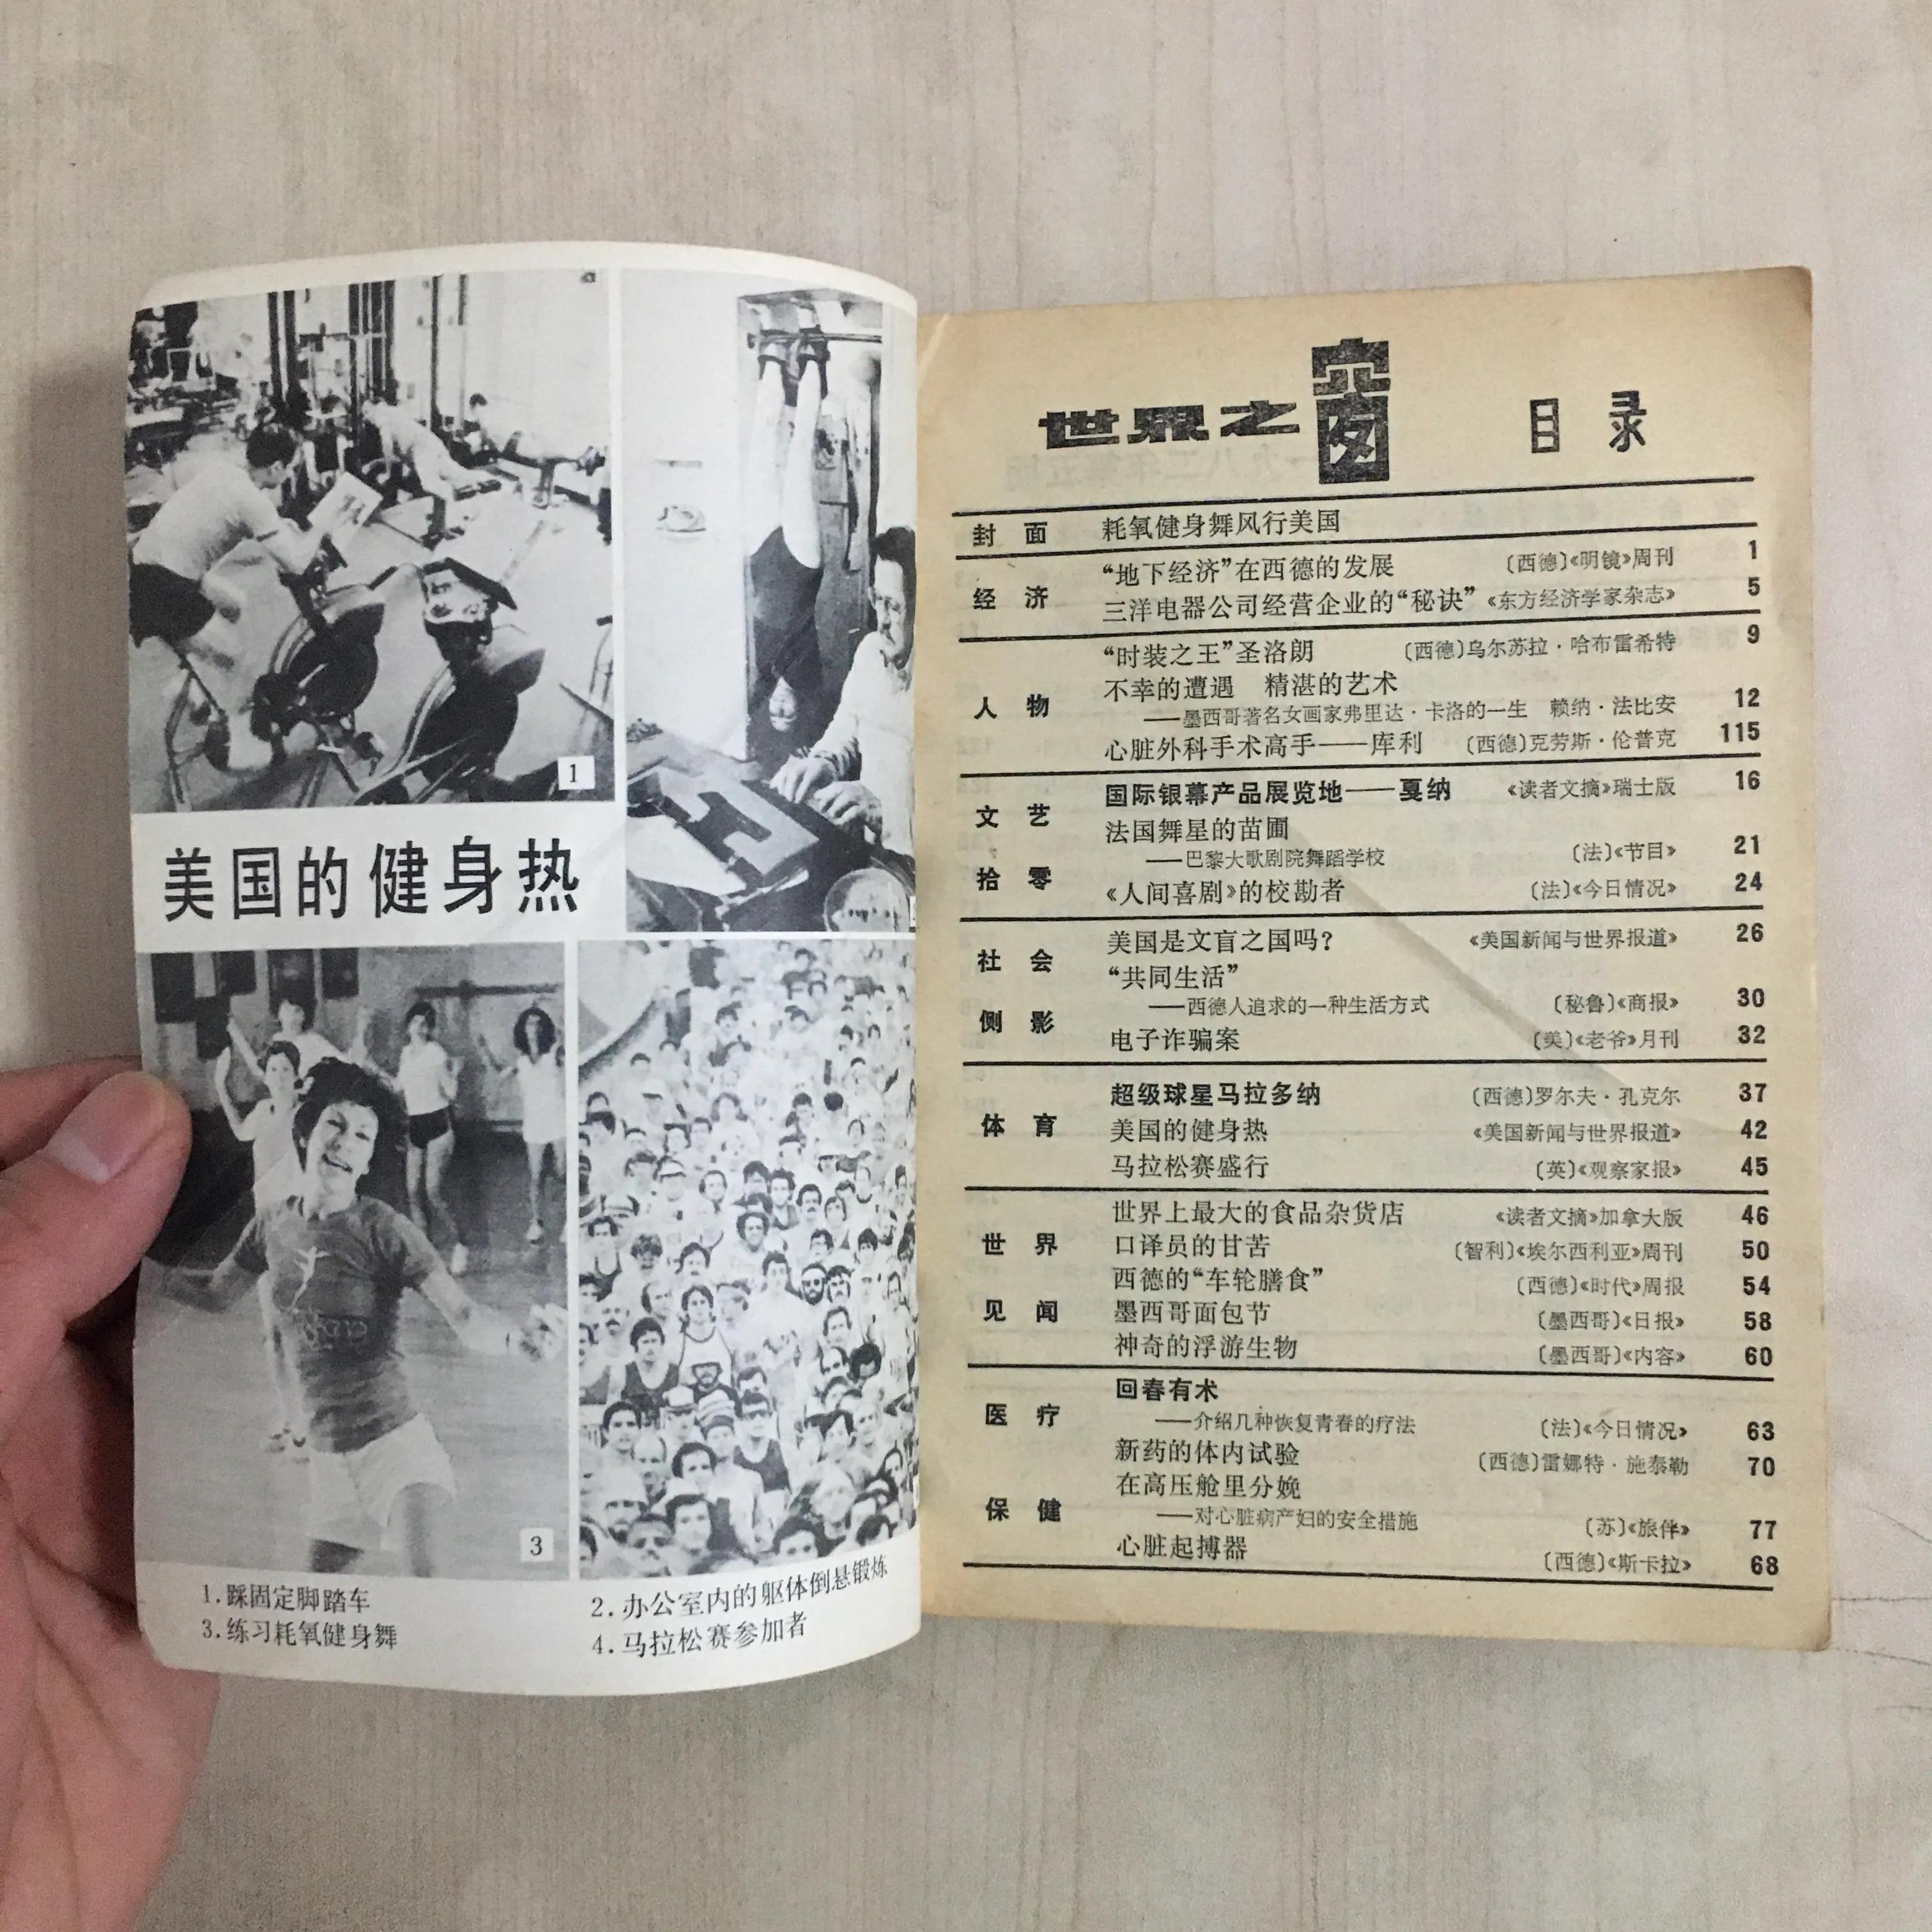 1
美国的健身热
3
1.踩固定脚踏车
2.办公室内的躯体倒悬锻炼
3.练习耗氧健身舞
4.马拉松赛参加者
世界之窗 目录
封面 耗氧健身舞风行美国
经济
“地下经济”在西德的发展 〔西德〕《明镜》周刊 1
三洋电器公司经营企业的“秘诀” 《东方经济学家杂志》 5
人物
“时装之王”圣洛朗 〔西德〕乌尔苏拉·哈布雷希特 9
不幸的遭遇 精湛的艺术
——墨西哥著名女画家弗里达·卡洛的一生 赖纳·法比安 12
心脏外科手术高手——库利 〔西德〕克劳斯·伦普克 115
文艺拾零
国际银幕产品展览地——戛纳 《读者文摘》瑞士版 16
法国舞星的苗圃
——巴黎大歌剧院舞蹈学校 〔法〕《节目》 21
《人间喜剧》的校勘者 〔法〕《今日情况》 24
社会侧影
美国是文盲之国吗? 《美国新闻与世界报道》 26
“共同生活”
——西德人追求的一种生活方式 〔秘鲁〕《商报》 30
电子诈骗案 〔美〕《老爷》月刊 32
体育
超级球星马拉多纳 〔西德〕罗尔夫·孔克尔 37
美国的健身热 《美国新闻与世界报道》 42
马拉松赛盛行 〔英〕《观察家报》 45
世界见闻
世界上最大的食品杂货店 《读者文摘》加拿大版 46
口译员的甘苦 〔智利〕《埃尔西利亚》周刊 50
西德的“车轮膳食” 〔西德〕《时代》周报 54
墨西哥面包节 〔墨西哥〕《日报》 58
神奇的浮游生物 〔墨西哥〕《内容》 60
医疗保健
回春有术
——介绍几种恢复青春的疗法 〔法〕《今日情况》 63
新药的体内试验 〔西德〕雷娜特·施泰勒 70
在高压舱里分娩
——对心脏病产妇的安全措施 〔苏〕《旅伴》 77
心脏起搏器 〔西德〕《斯卡拉》 68